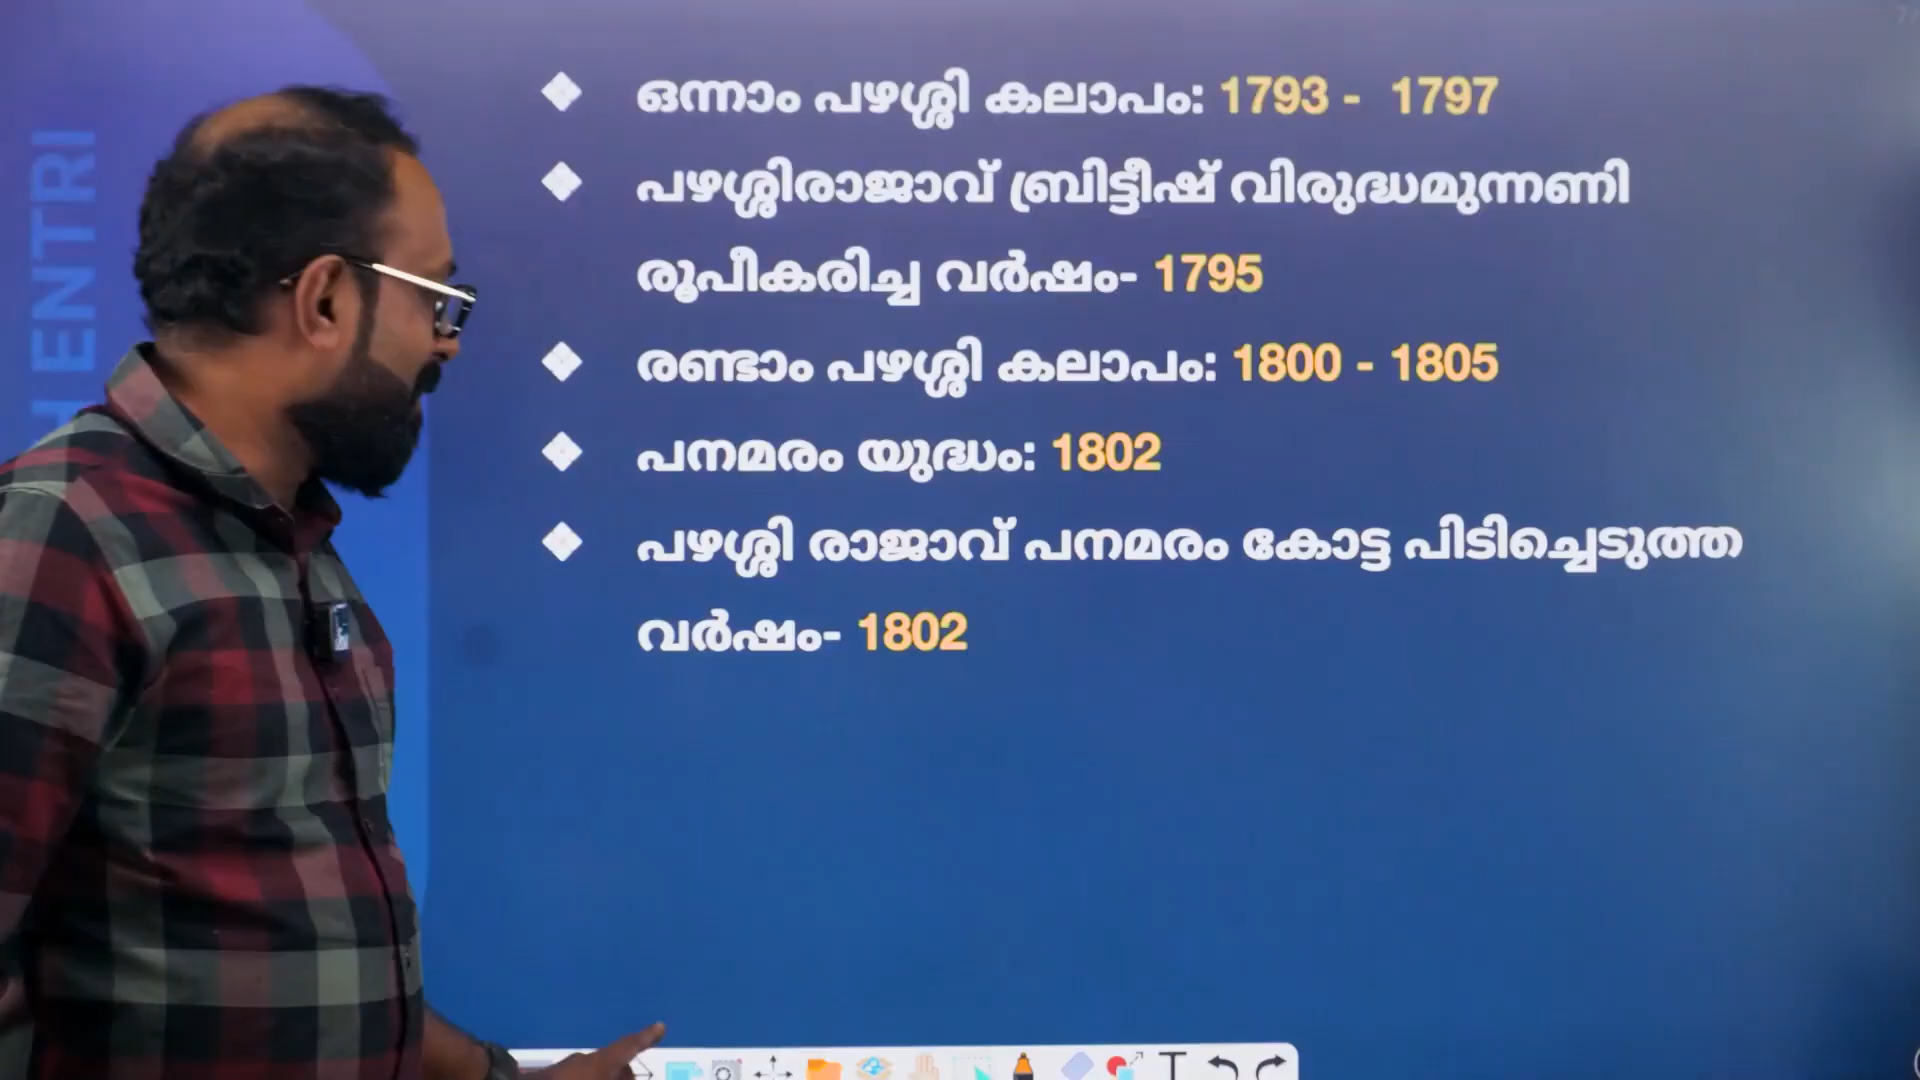 ഒന്നാം പഴശ്ശി കലാപം: 1793 - 1797
പഴശ്ശിരാജാവ് ബ്രിട്ടീഷ് വിരുദ്ധമുന്നണി
രൂപീകരിച്ച വർഷം- 1795
രണ്ടാം പഴശ്ശി കലാപം: 1800 - 1805
പനമരം യുദ്ധം: 1802
പഴശ്ശി രാജാവ് പനമരം കോട്ട പിടിച്ചെടുത്ത
വർഷം- 1802
ENTRI